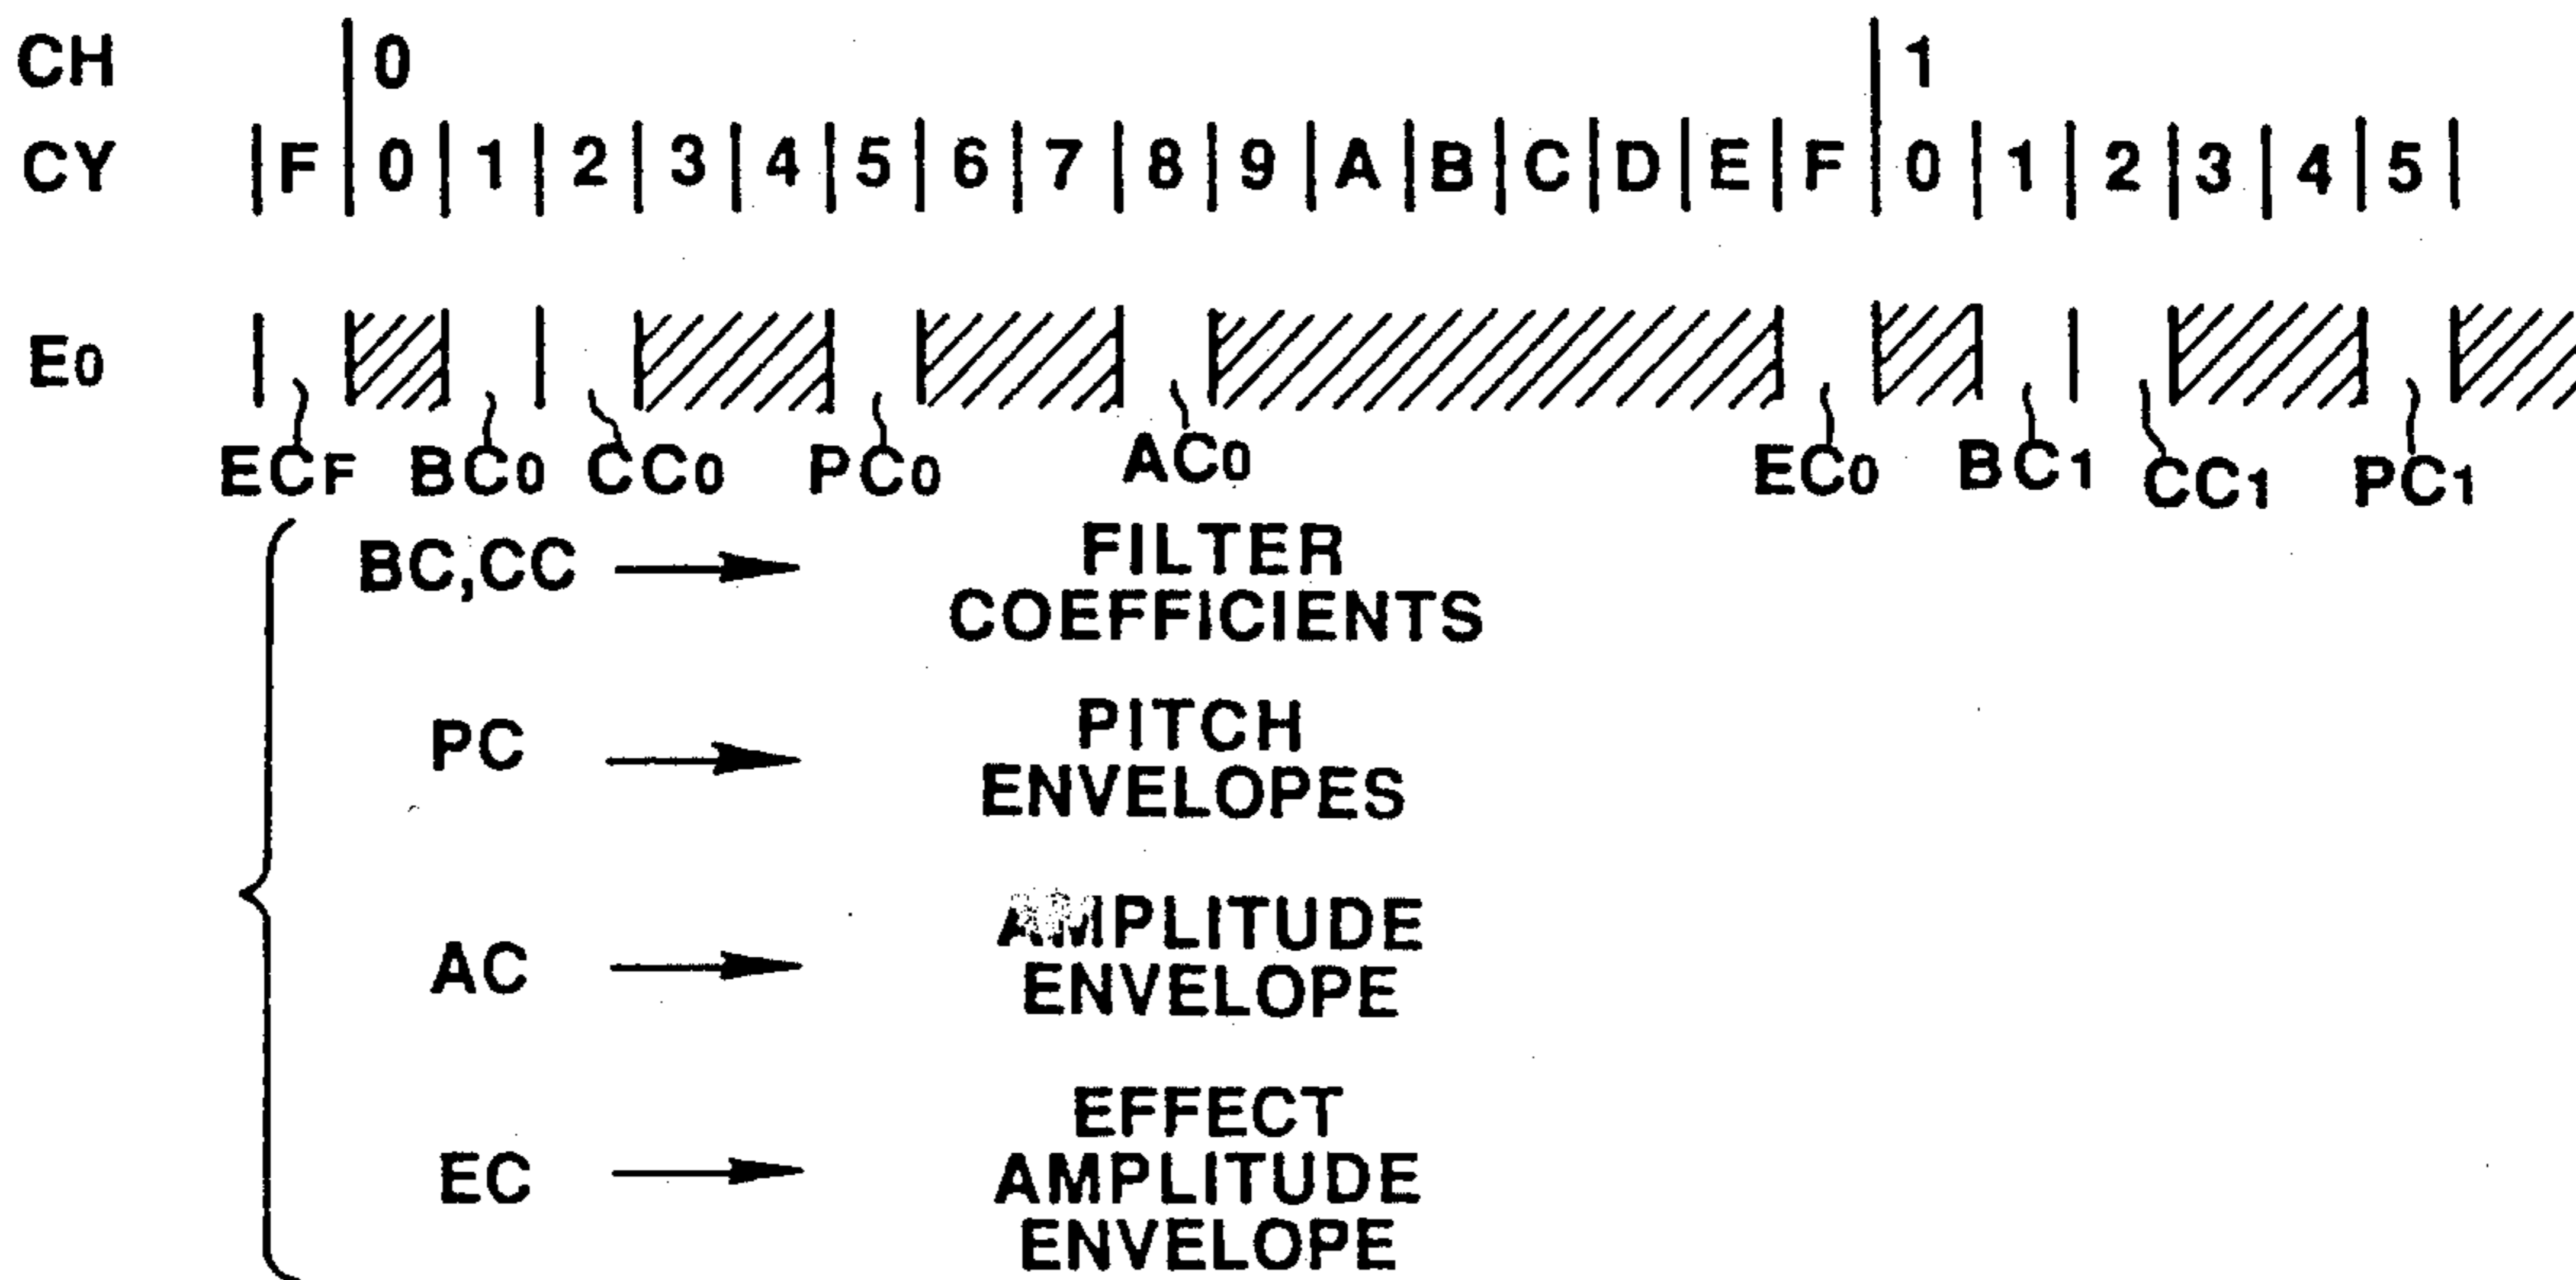 CH 0 1
CY F 0 1 2 3 4 5 6 7 8 9 A B C D E F 0 1 2 3 4 5
E0
ECF BC0 CC0 PC0 AC0 EC0 BC1 CC1 PC1
BC,CC FILTER
COEFFICIENTS
PC PITCH
ENVELOPES
AC AMPLITUDE
ENVELOPE
EC EFFECT
AMPLITUDE
ENVELOPE